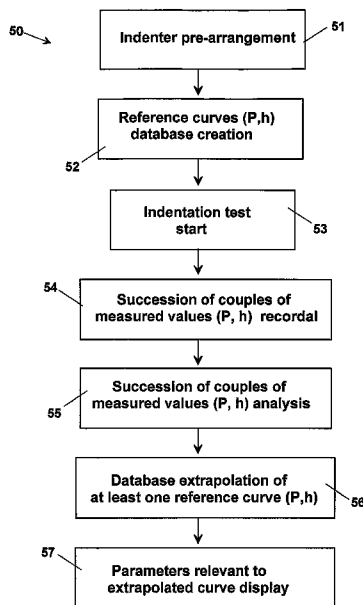 50
Indenter pre-arrangement
51
Reference curves (P,h)
database creation
52
Indentation test
start
53
54
Succession of couples of
measured values (P, h) recordal
Succession of couples of
measured values (P, h) analysis
55
Database extrapolation of
at least one reference curve (P,h)
56
57
Parameters relevant to
extrapolated curve display